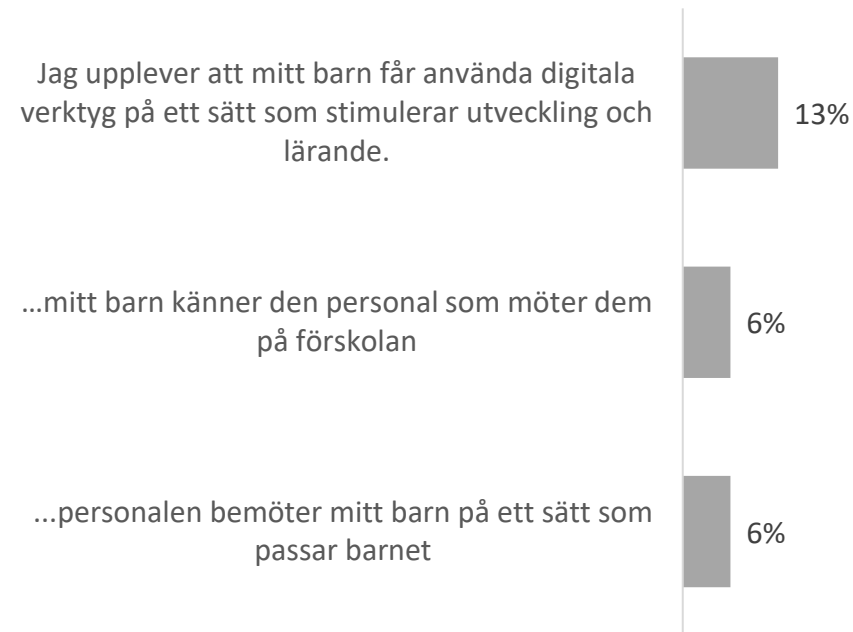 Jag upplever att mitt barn får använda digitala
verktyg på ett sätt som stimulerar utveckling och
lärande.
13%
…mitt barn känner den personal som möter dem
på förskolan
6%
...personalen bemöter mitt barn på ett sätt som
passar barnet
6%